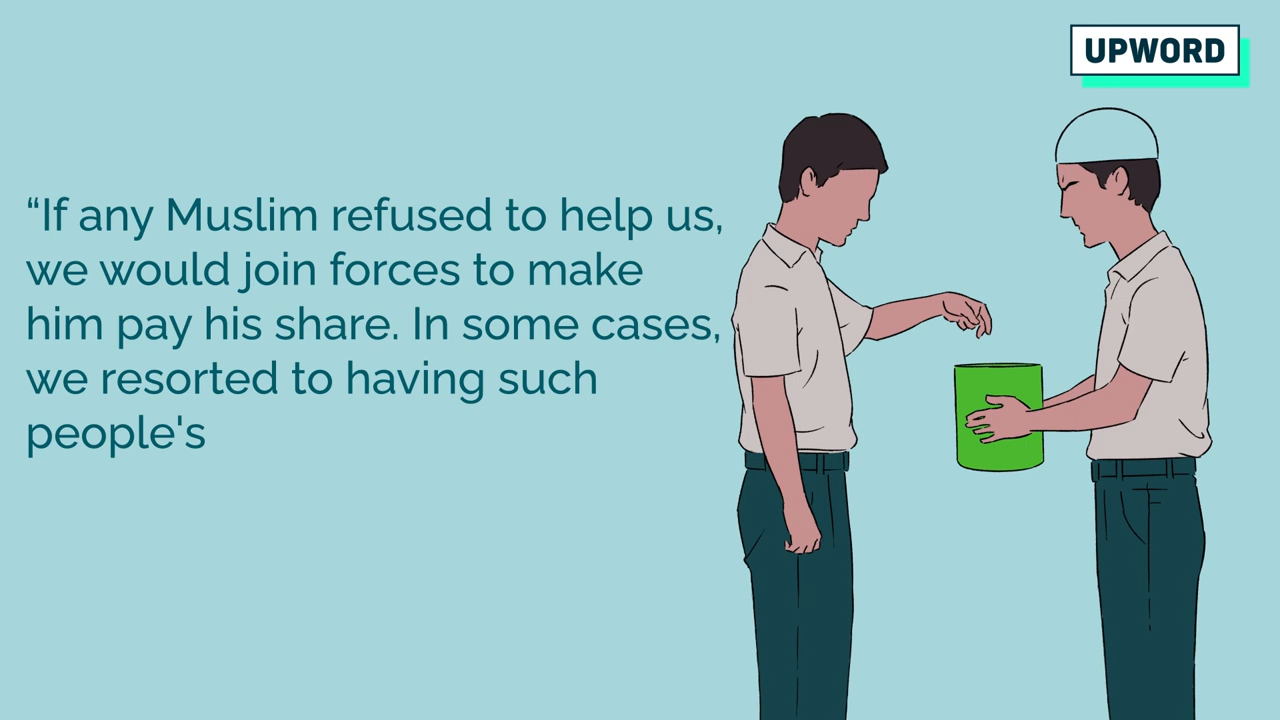 UPWORD
“If any Muslim refused to help us,
we would join forces to make
him pay his share. In some cases,
we resorted to having such
people's